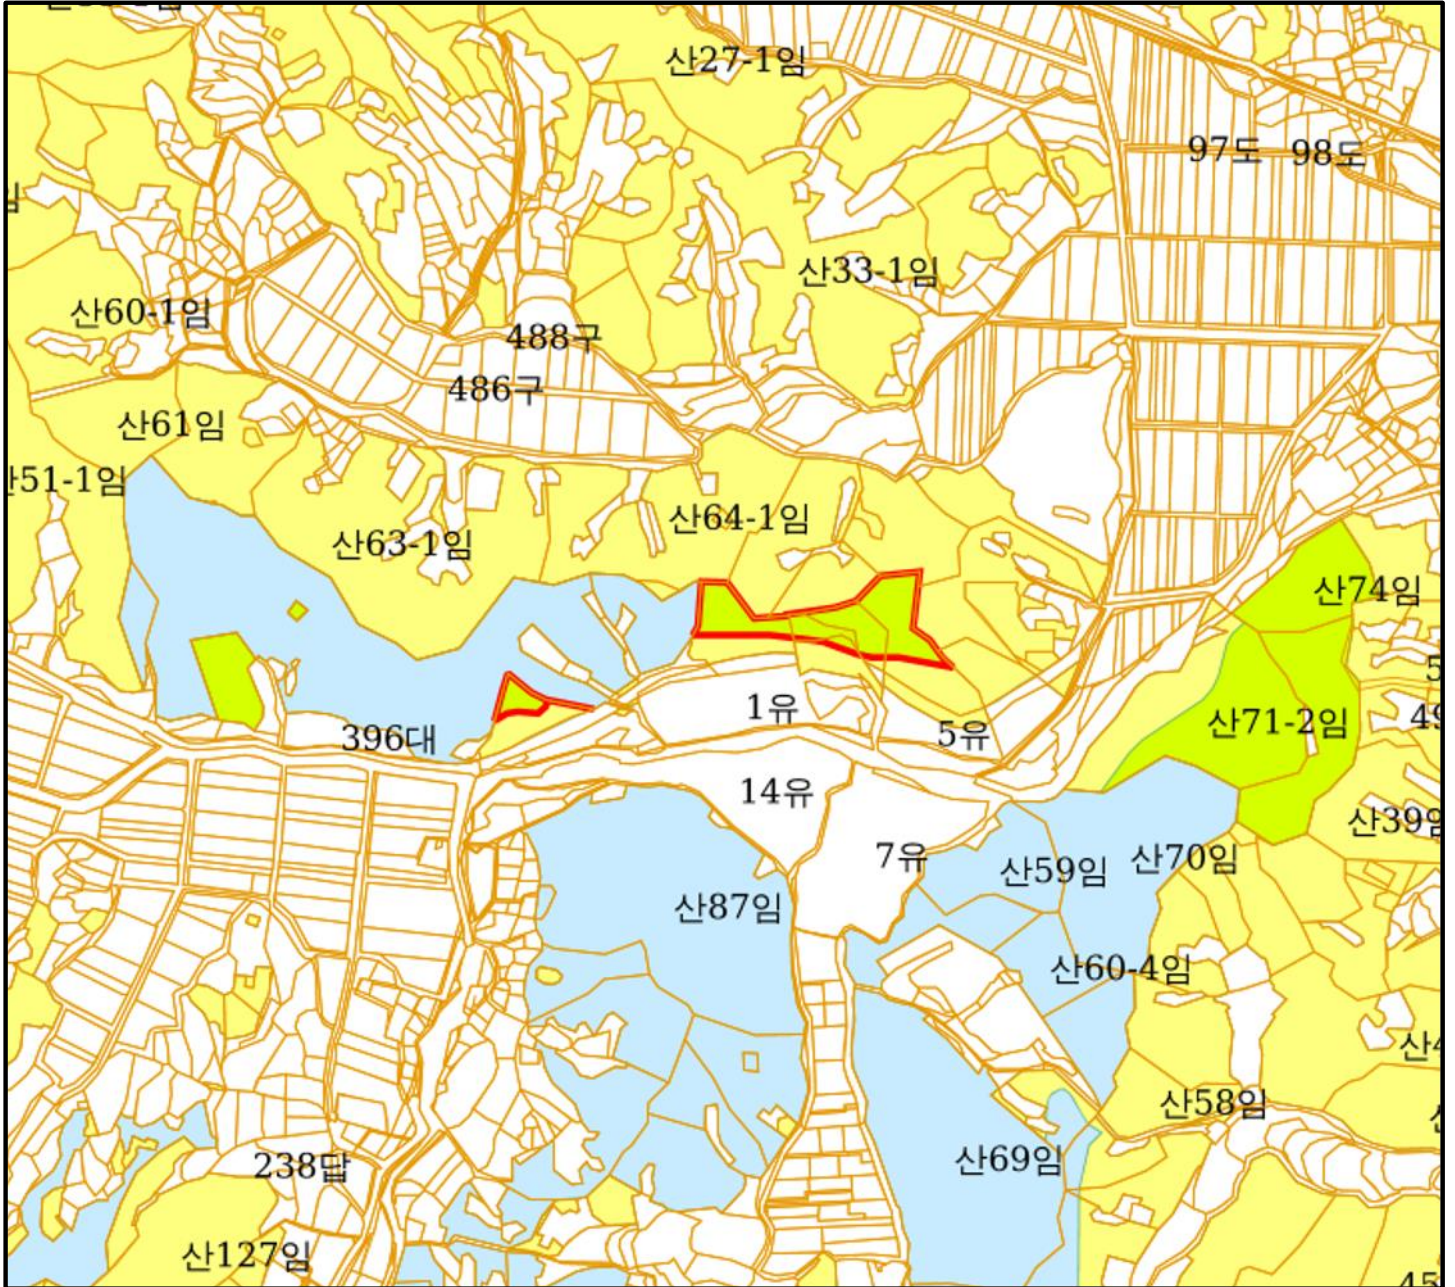 산27-1임
97도 98도
산33-1임
산60-1임
488구
486구
산61임
산51-1임
산64-1임
산63-1임
산74임
1유
산71-2임
396대
5유
14유
7유
산59임
산70임
산39임
산87임
산60-4임
산58임
산69임
238답
산127임